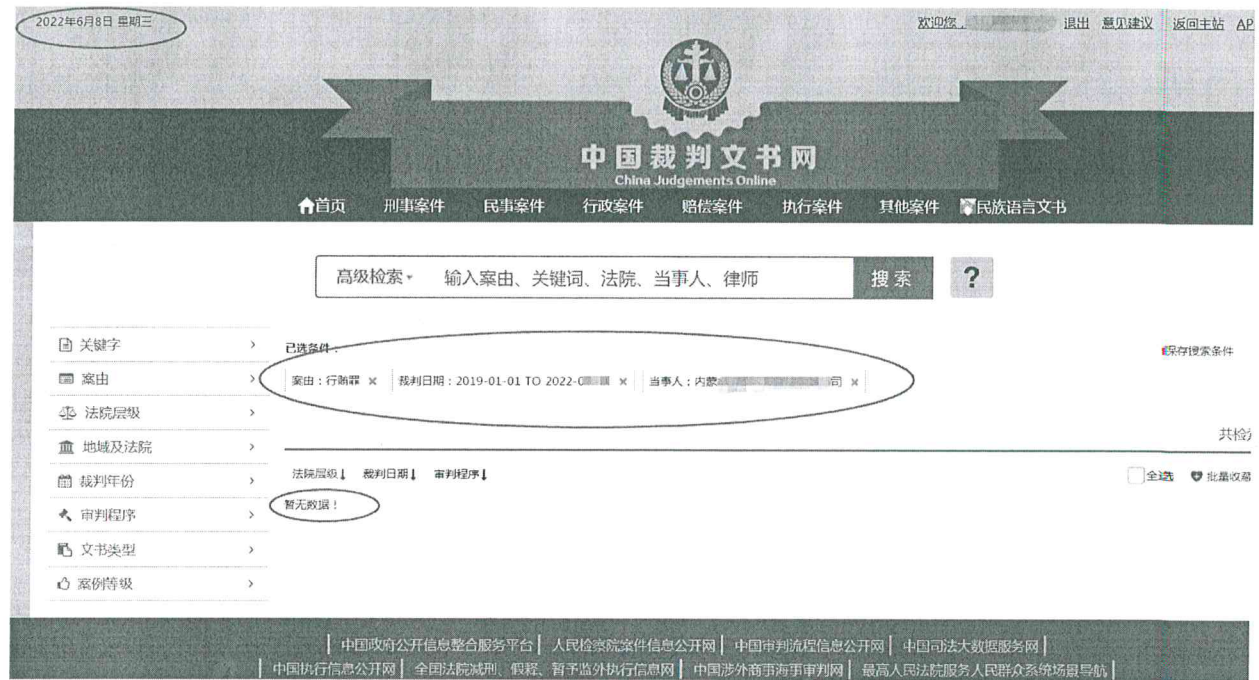 2022年6月8日 星期三
欢迎您， 退出 意见建议 返回主站 AP
中国裁判文书网
China Judgements Online
首页 刑事案件 民事案件 行政案件 赔偿案件 执行案件 其他案件 民族语言文书
高级检索 输入案由、关键词、法院、当事人、律师 搜索 ?
关键字
案由
法院层级
地域及法院
裁判年份
审判程序
文书类型
案例等级
已选条件：
保存搜索条件
案由：行贿罪 × 裁判日期：2019-01-01 TO 2022-0 × 当事人：内蒙 司 ×
共检
法院层级 裁判日期 审判程序
全选 批量收藏
暂无数据！
中国政府公开信息整合服务平台 人民检察院案件信息公开网 中国审判流程信息公开网 中国司法大数据服务网
中国执行信息公开网 全国法院减刑、假释、暂予监外执行信息网 中国涉外商事海事审判网 最高人民法院服务人民群众系统场景导航